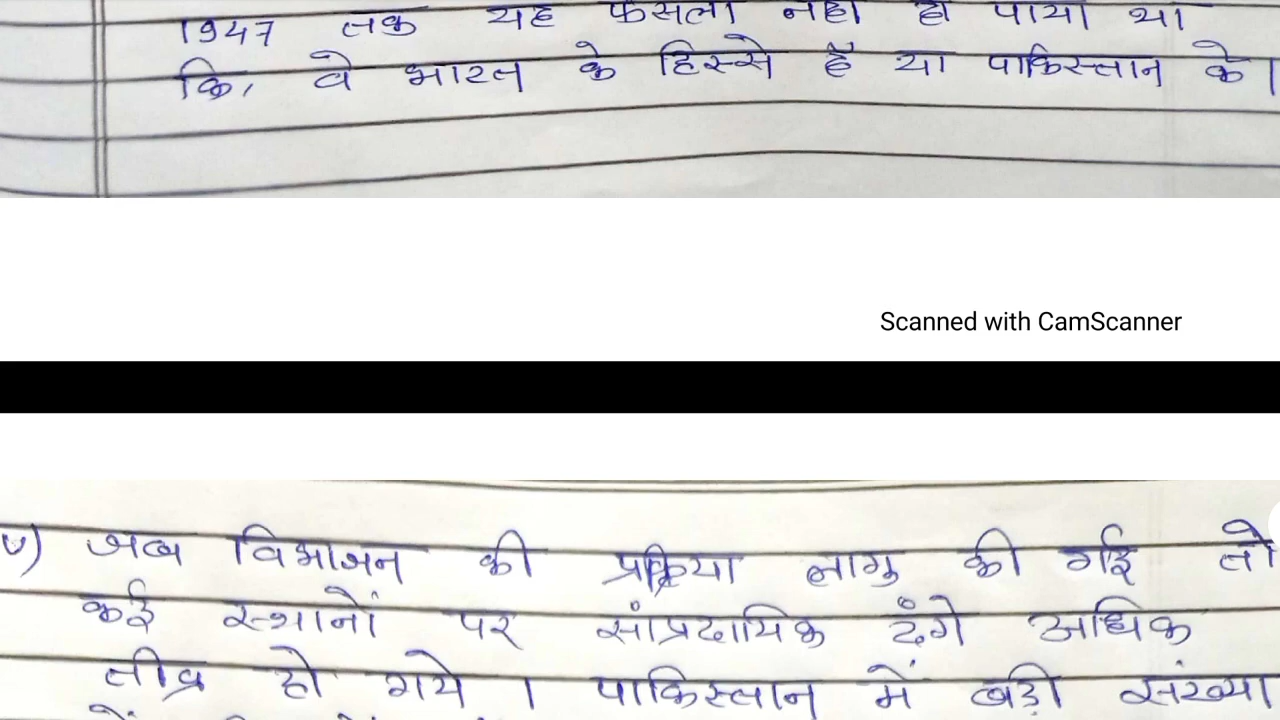 1947 तक यह फैसला नहीं हो पाया था
कि, वे भारत के हिस्से हैं या पाकिस्तान के।
Scanned with CamScanner
v) जब विभाजन की प्रक्रिया लागु की गई तो
कई स्थानों पर सांप्रदायिक दंगे अधिक
तीव्र हो गये । पाकिस्तान में बड़ी संख्या